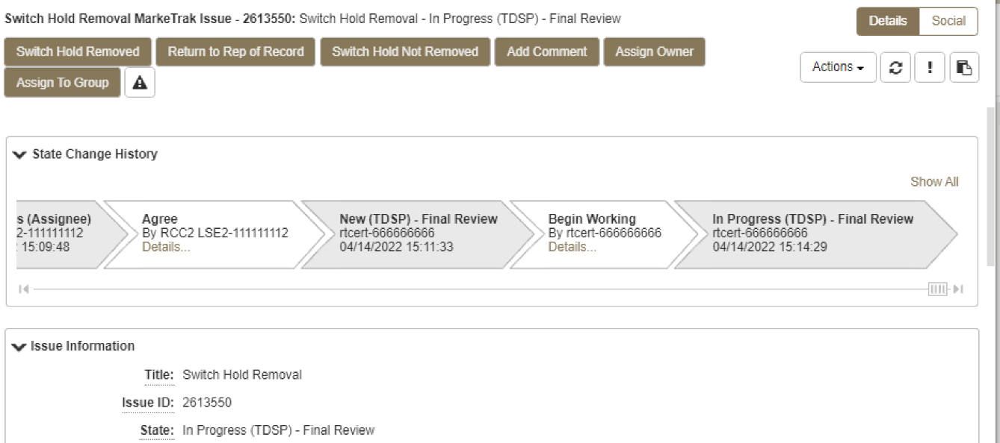 Switch Hold Removal MarkeTrak Issue - 2613550: Switch Hold Removal - In Progress (TDSP) - Final Review
Details Social
Switch Hold Removed Return to Rep of Record Switch Hold Not Removed Add Comment Assign Owner
Actions
Assign To Group
State Change History
Show All
s (Assignee)
2-111111112
15:09:48
Agree
By RCC2 LSE2-111111112
Details...
New (TDSP) - Final Review
rtcert-666666666
04/14/2022 15:11:33
Begin Working
By rtcert-666666666
Details...
In Progress (TDSP) - Final Review
rtcert-666666666
04/14/2022 15:14:29
Issue Information
Title: Switch Hold Removal
Issue ID: 2613550
State: In Progress (TDSP) - Final Review